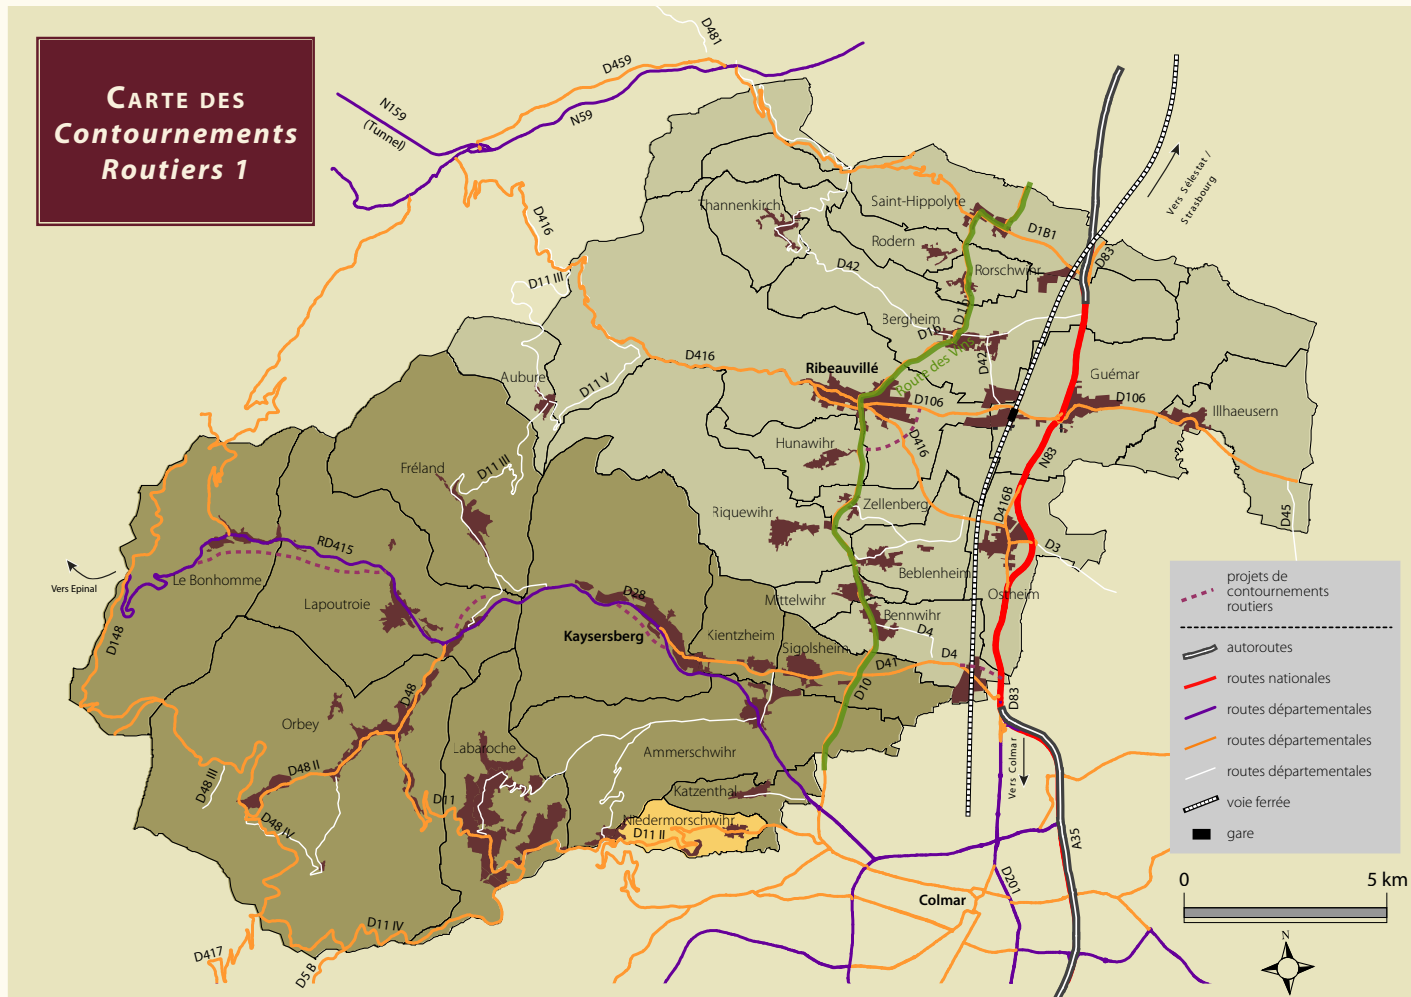 CARTE DES
Contournements
Routiers 1
D481
D459
N159
(Tunnel)
N59
Vers Sélestat /
Strasbourg
Thannenkirch
Saint-Hippolyte
D416
D1B1
Rodern
D83
D42
Rorschwihr
D11 III
D1b
Bergheim
D1b
Route des Vins
D42
D416
Ribeauvillé
Guémar
Aubure
D11 V
D106
D106
Illhaeusern
Hunawihr
D416
N83
Fréland
D11 III
D416B
Zellenberg
Riquewihr
D45
RD415
D3
Vers Epinal
Le Bonhomme
Beblenheim
Lapoutroie
D28
Mittelwihr
Ostheim
Bennwihr
D148
Kaysersberg
Kientzheim
D4
Sigolsheim
D4
D41
D48
D10
D83
Orbey
Labaroche
Ammerschwihr
Vers Colmar
D48 II
D48 III
Katzenthal
D11
Niedermorschwihr
D48 IV
D11 II
A35
D201
Colmar
D11 IV
D417
D5 B
projets de
contournements
routiers
autoroutes
routes nationales
routes départementales
routes départementales
routes départementales
voie ferrée
gare
0 5 km
N